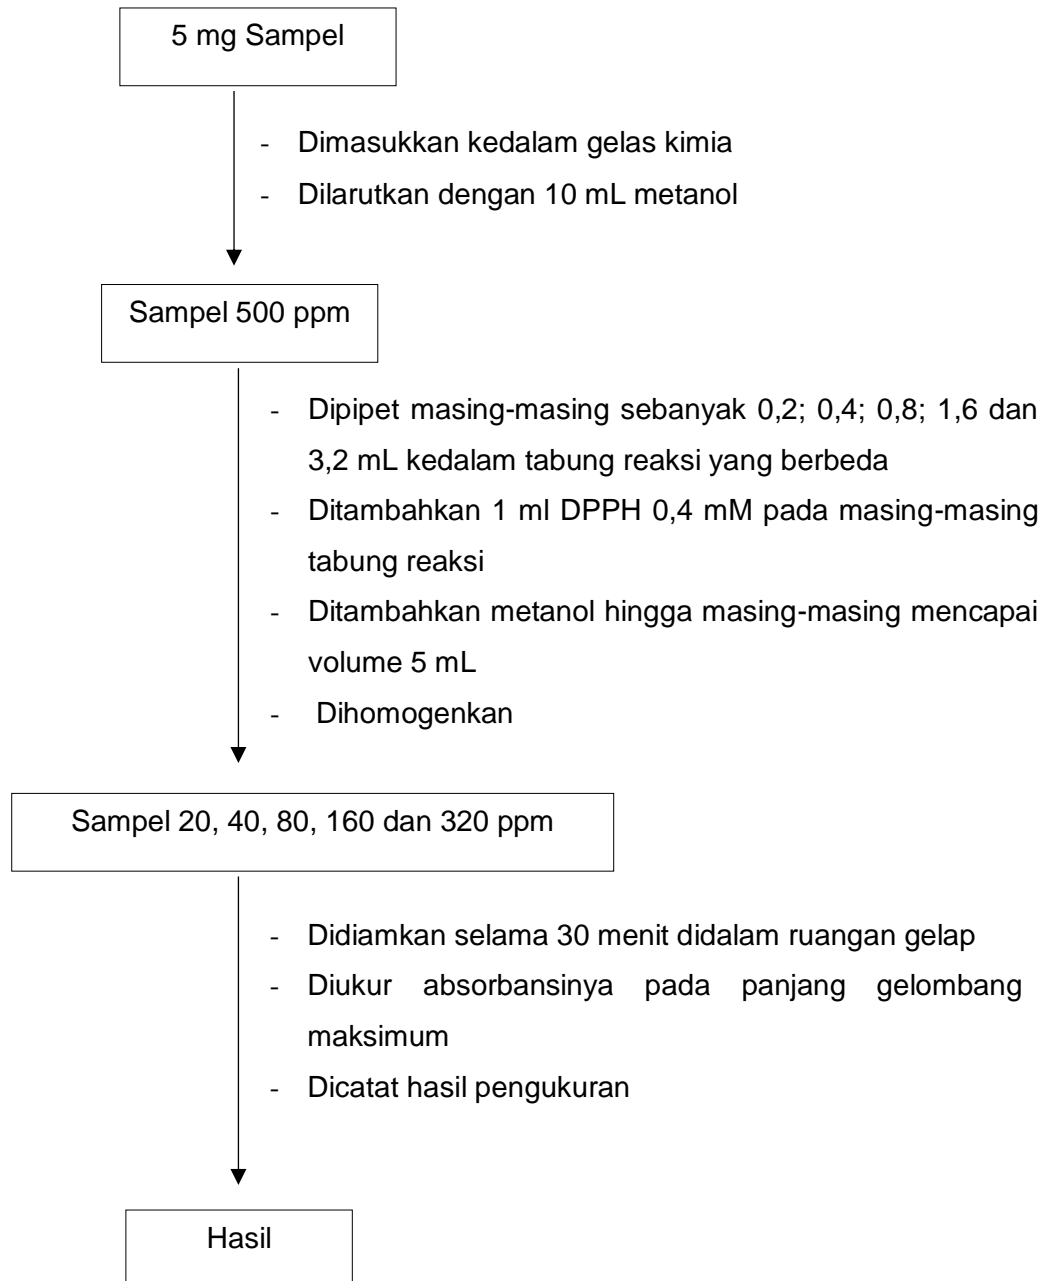 5 mg Sampel
- Dimasukkan kedalam gelas kimia
- Dilarutkan dengan 10 mL metanol
Sampel 500 ppm
- Dipipet masing-masing sebanyak 0,2; 0,4; 0,8; 1,6 dan
3,2 mL kedalam tabung reaksi yang berbeda
- Ditambahkan 1 ml DPPH 0,4 mM pada masing-masing
tabung reaksi
- Ditambahkan metanol hingga masing-masing mencapai
volume 5 mL
- Dihomogenkan
Sampel 20, 40, 80, 160 dan 320 ppm
- Didiamkan selama 30 menit didalam ruangan gelap
- Diukur absorbansinya pada panjang gelombang
maksimum
- Dicatat hasil pengukuran
Hasil